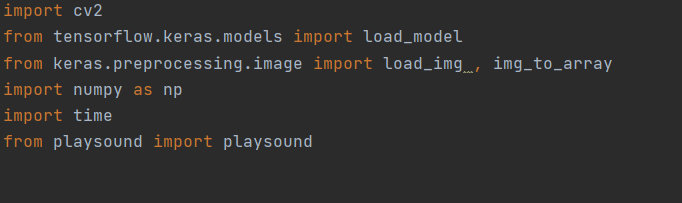 import cv2
from tensorflow.keras.models import load_model
from keras.preprocessing.image import load_img , img_to_array
import numpy as np
import time
from playsound import playsound